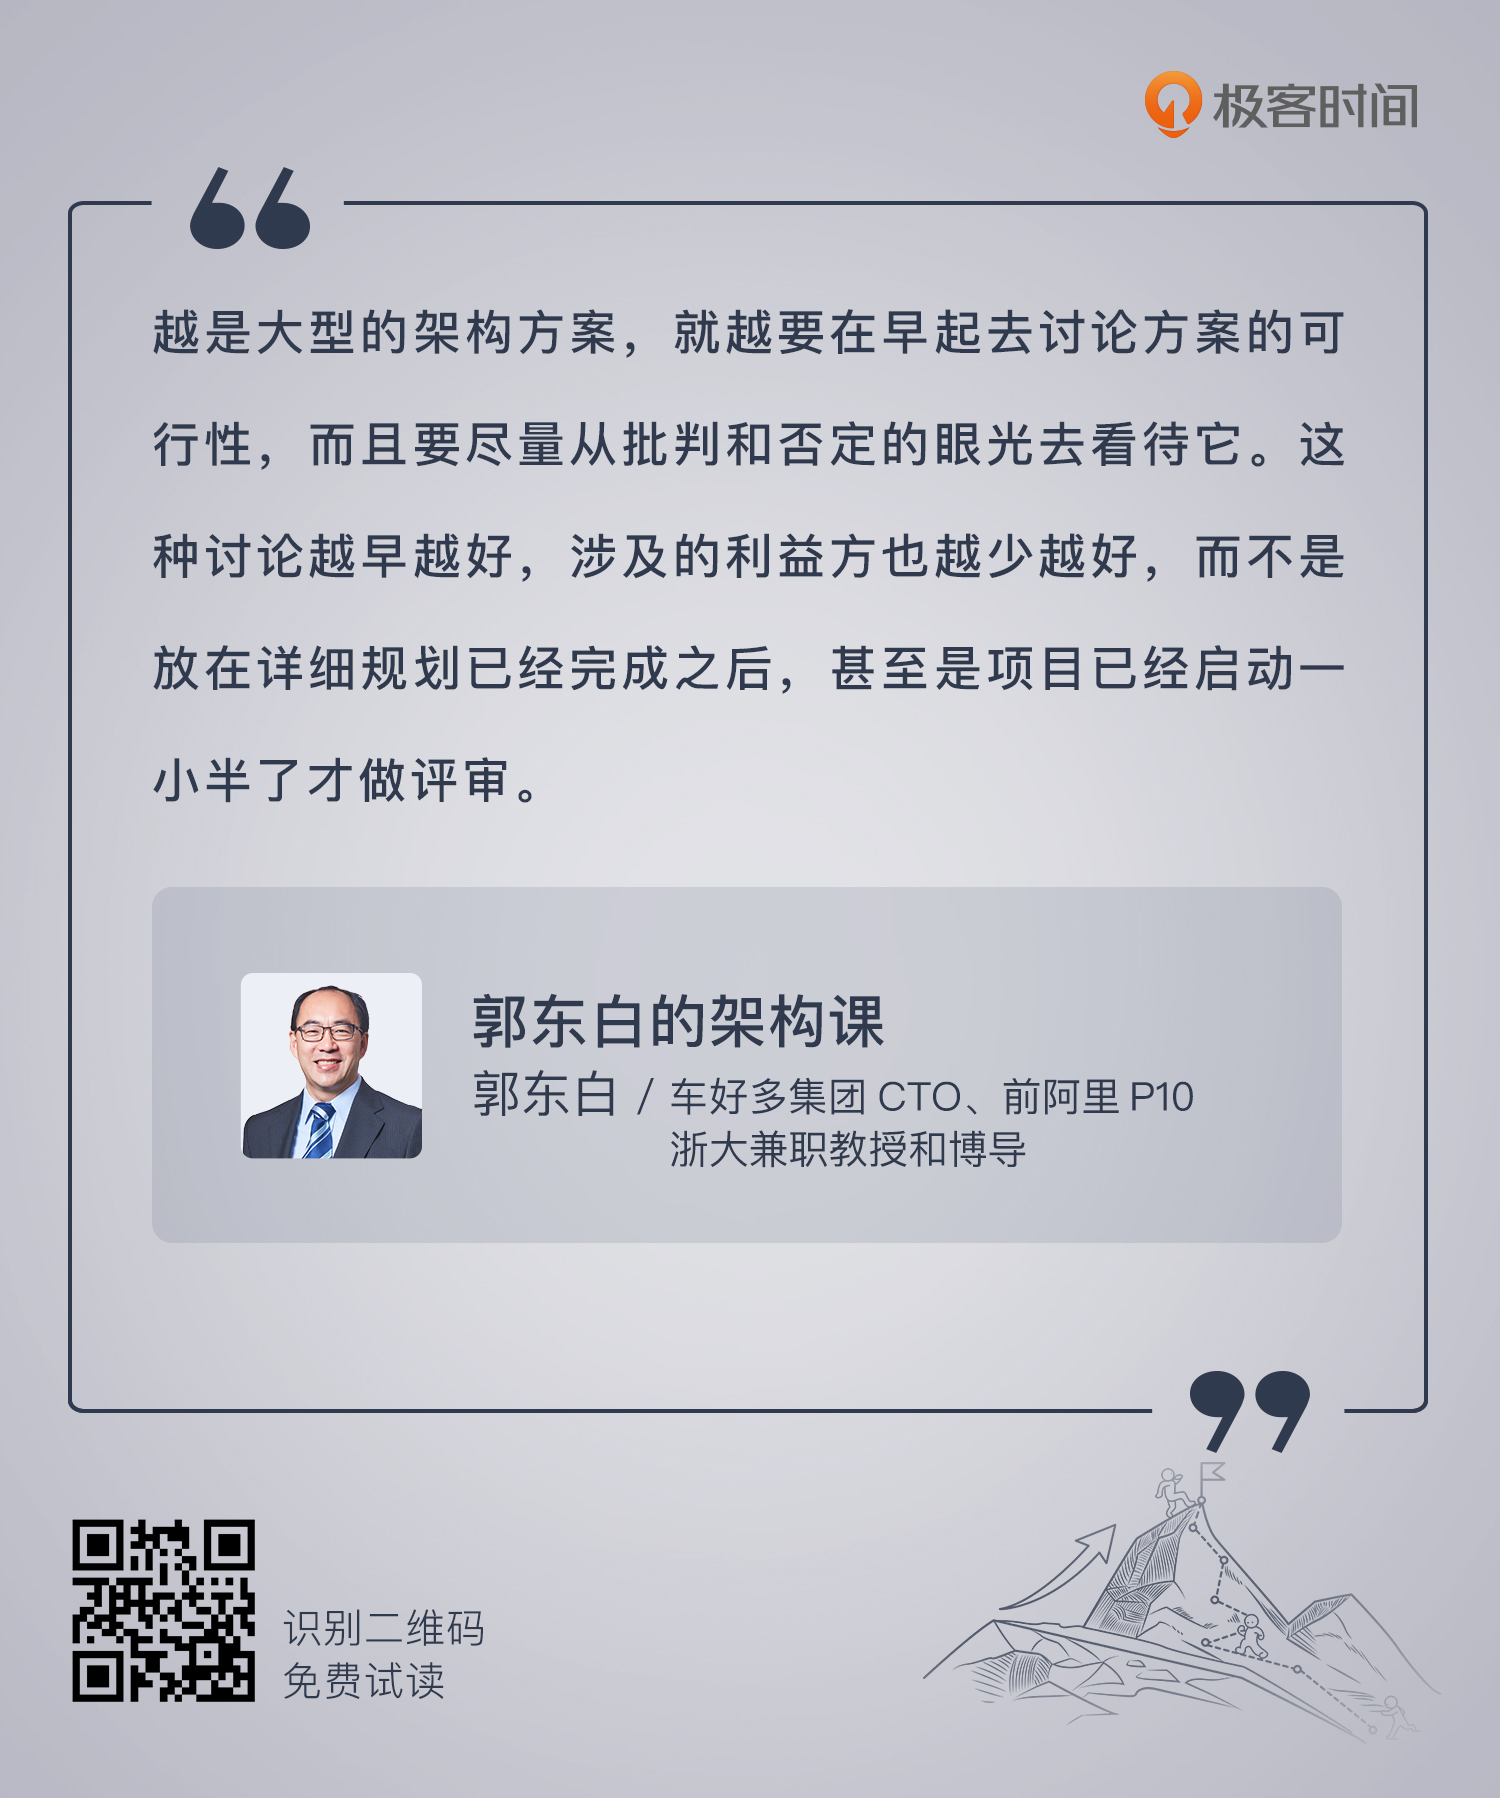 极客时间
越是大型的架构方案，就越要在早起去讨论方案的可
行性，而且要尽量从批判和否定的眼光去看待它。这
种讨论越早越好，涉及的利益方也越少越好，而不是
放在详细规划已经完成之后，甚至是项目已经启动一
小半了才做评审。
郭东白的架构课
郭东白 / 车好多集团 CTO、前阿里 P10
浙大兼职教授和博导
识别二维码
免费试读